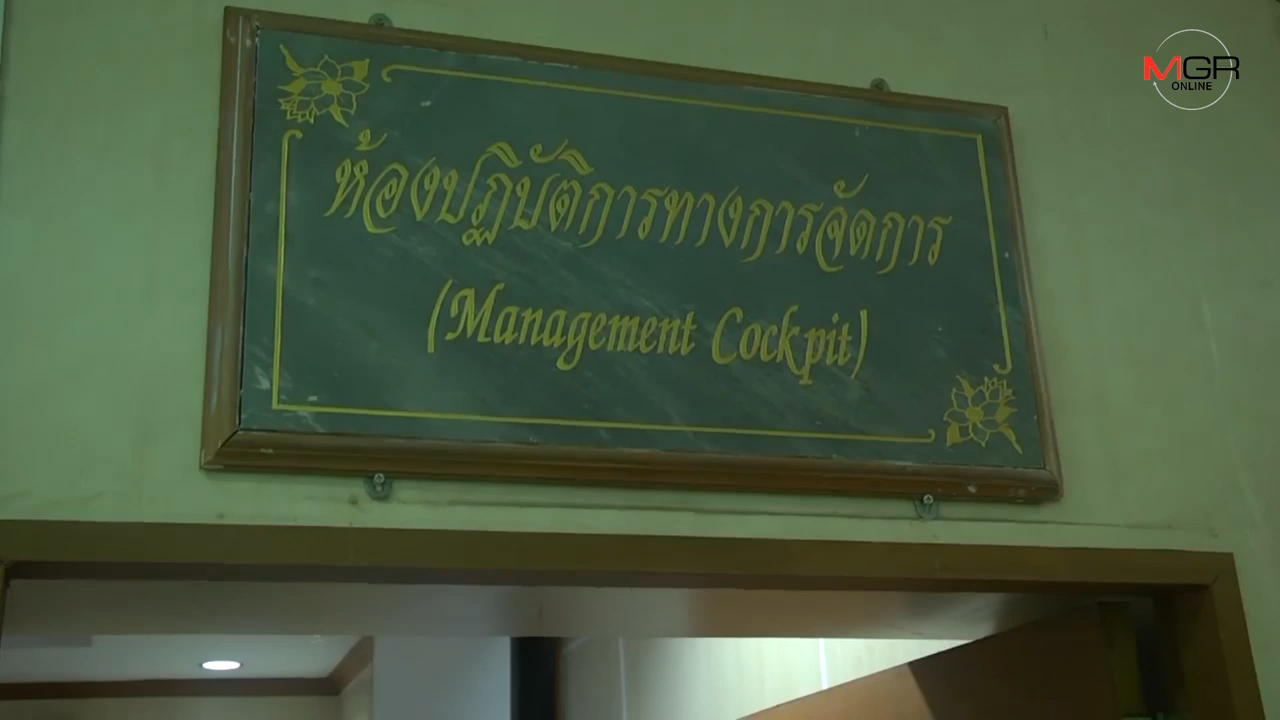 ห้องปฏิบัติการทางการจัดการ
(Management Cockpit)
MGR
ONLINE